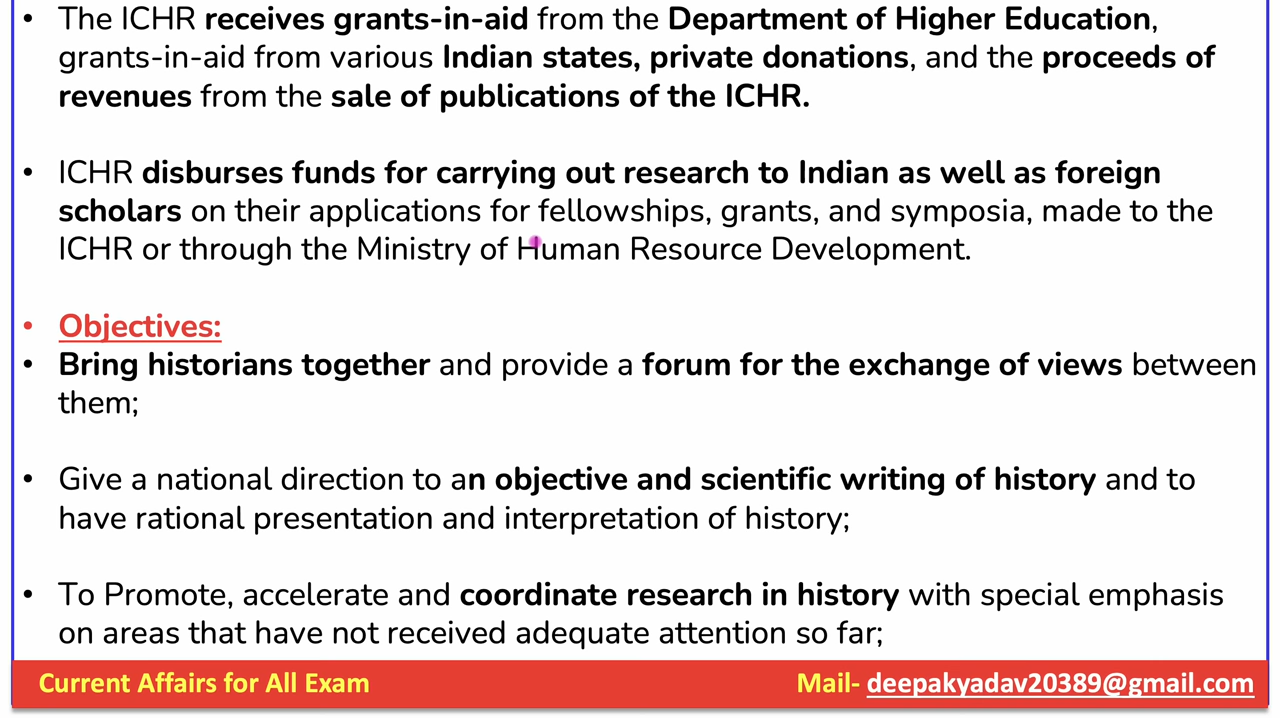 • The ICHR receives grants-in-aid from the Department of Higher Education,
grants-in-aid from various Indian states, private donations, and the proceeds of
revenues from the sale of publications of the ICHR.
• ICHR disburses funds for carrying out research to Indian as well as foreign
scholars on their applications for fellowships, grants, and symposia, made to the
ICHR or through the Ministry of Human Resource Development.
• Objectives:
• Bring historians together and provide a forum for the exchange of views between
them;
• Give a national direction to an objective and scientific writing of history and to
have rational presentation and interpretation of history;
• To Promote, accelerate and coordinate research in history with special emphasis
on areas that have not received adequate attention so far;
Current Affairs for All Exam Mail- deepakyadav20389@gmail.com